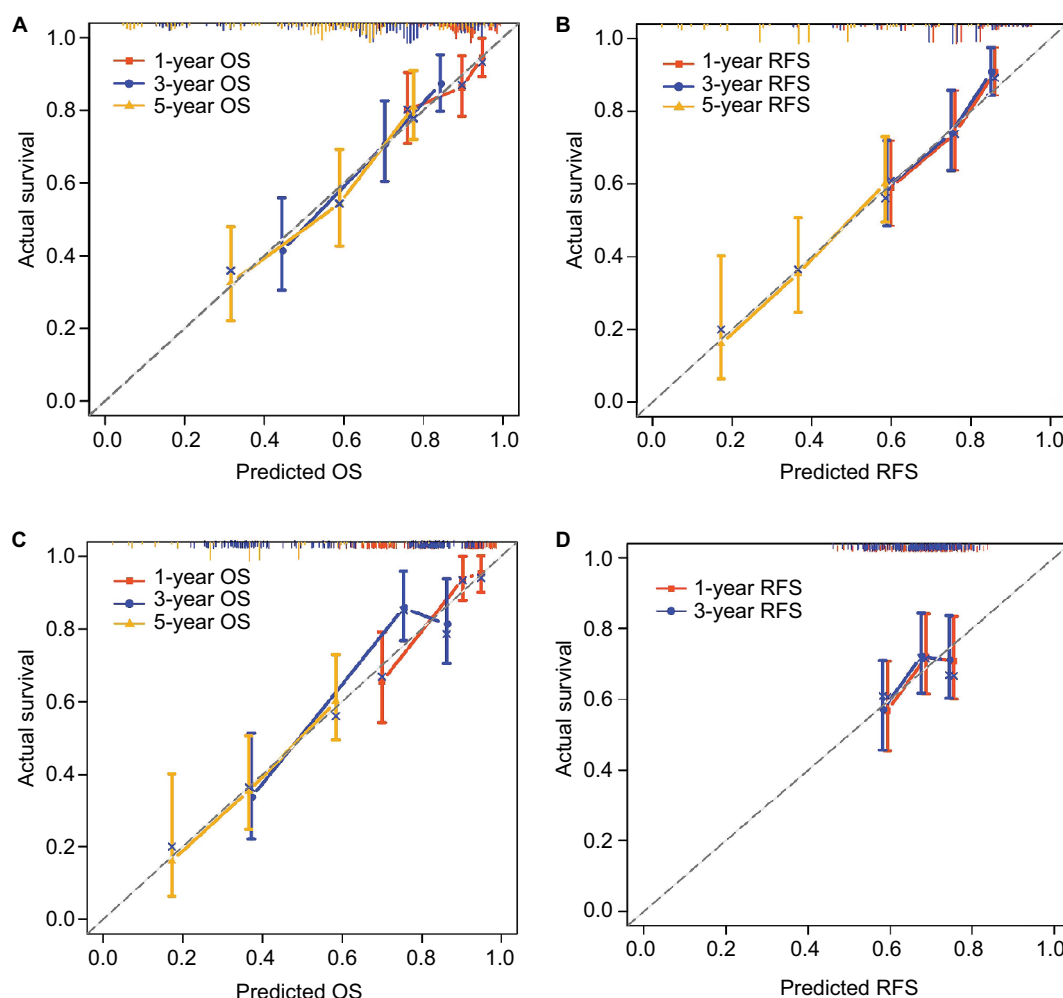 A
1-year OS
3-year OS
5-year OS
Actual survival
1.0
0.8
0.6
0.4
0.2
0.0
0.0 0.2 0.4 0.6 0.8 1.0
Predicted OS
B
1-year RFS
3-year RFS
5-year RFS
Actual survival
1.0
0.8
0.6
0.4
0.2
0.0
0.0 0.2 0.4 0.6 0.8 1.0
Predicted RFS
C
1-year OS
3-year OS
5-year OS
Actual survival
1.0
0.8
0.6
0.4
0.2
0.0
0.0 0.2 0.4 0.6 0.8 1.0
Predicted OS
D
1-year RFS
3-year RFS
Actual survival
1.0
0.8
0.6
0.4
0.2
0.0
0.0 0.2 0.4 0.6 0.8 1.0
Predicted RFS